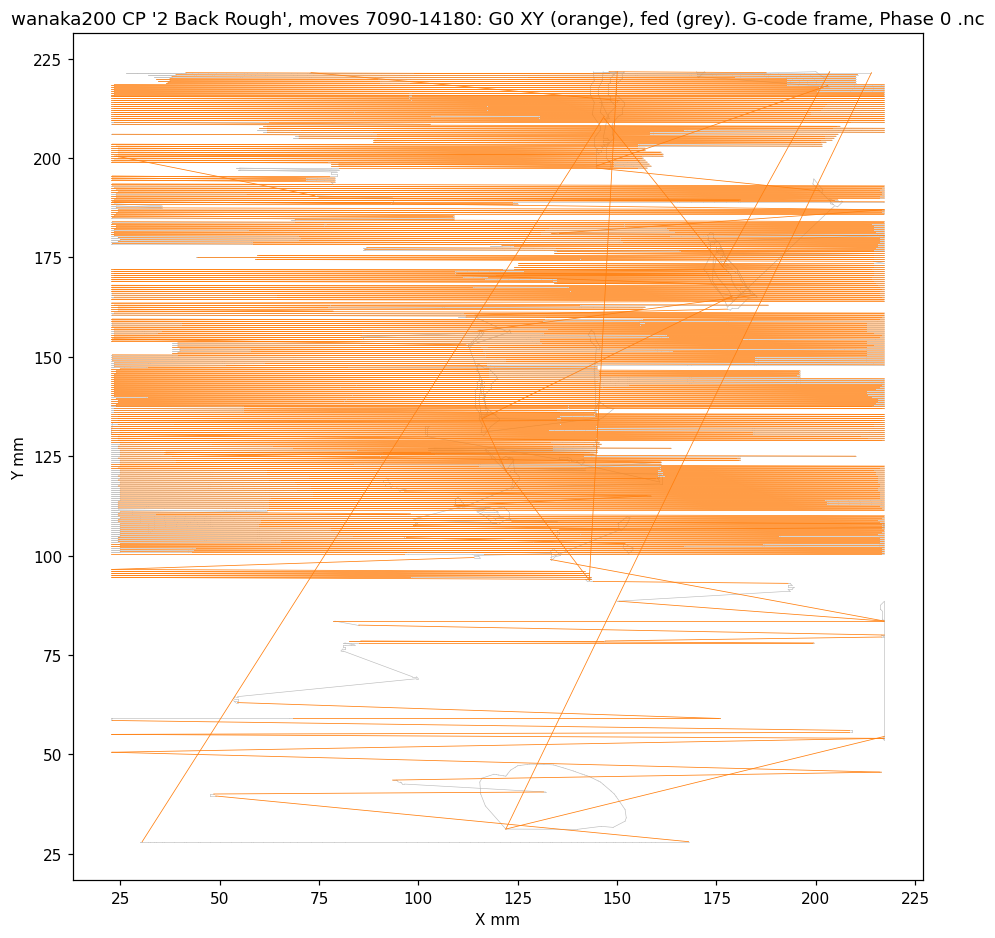 wanaka200 CP '2 Back Rough', moves 7090-14180: G0 XY (orange), fed (grey). G-code frame, Phase 0 .nc
225
200
175
150
125
100
75
50
25
Y mm
25 50 75 100 125 150 175 200 225
X mm